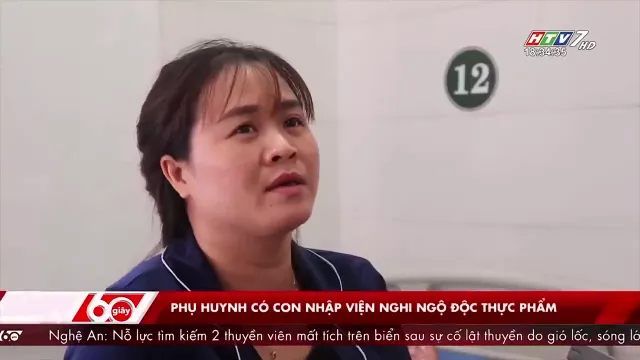 HTV7 HD
18:34:35
12
60 giây
PHỤ HUYNH CÓ CON NHẬP VIỆN NGHI NGỘ ĐỘC THỰC PHẨM
60 Nghệ An: Nỗ lực tìm kiếm 2 thuyền viên mất tích trên biển sau sự cố lật thuyền do gió lốc, sóng